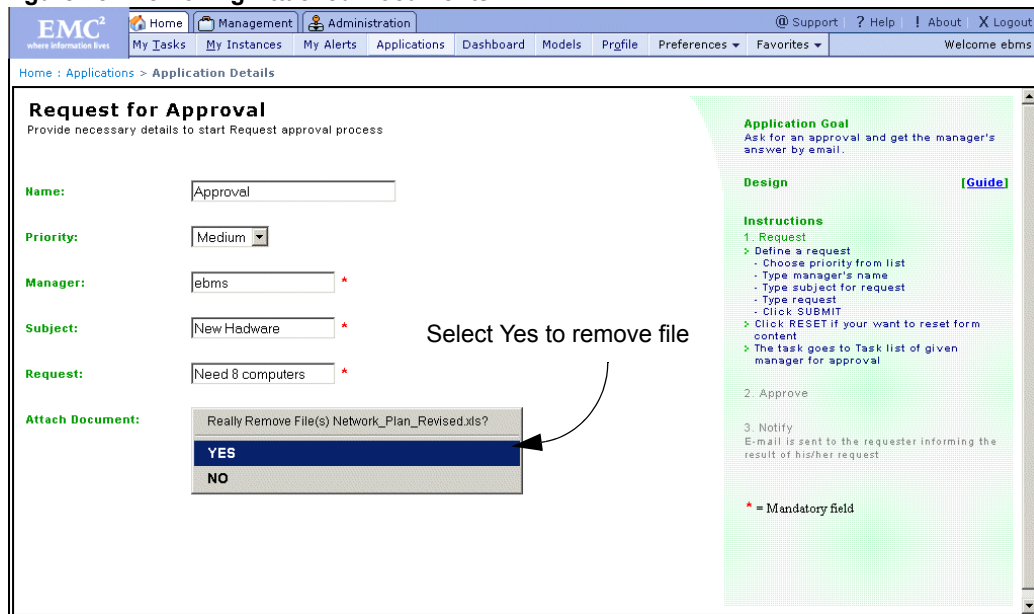 EMC²
where information lives
Home
Management
Administration
@ Support
? Help
! About
X Logout
My Tasks
My Instances
My Alerts
Applications
Dashboard
Models
Profile
Preferences
Favorites
Welcome ebms
Home : Applications > Application Details
Request for Approval
Provide necessary details to start Request approval process
Name:
Approval
Priority:
Medium
Manager:
ebms
*
Subject:
New Hadware
*
Request:
Need 8 computers
*
Attach Document:
Really Remove File(s) Network_Plan_Revised.xls?
YES
NO
Select Yes to remove file
Application Goal
Ask for an approval and get the manager's
answer by email.
Design
[Guide]
Instructions
1. Request
> Define a request
- Choose priority from list
- Type manager's name
- Type subject for request
- Type request
- Click SUBMIT
> Click RESET if your want to reset form
content
> The task goes to Task list of given
manager for approval
2. Approve
3. Notify
E-mail is sent to the requester informing the
result of his/her request
* = Mandatory field